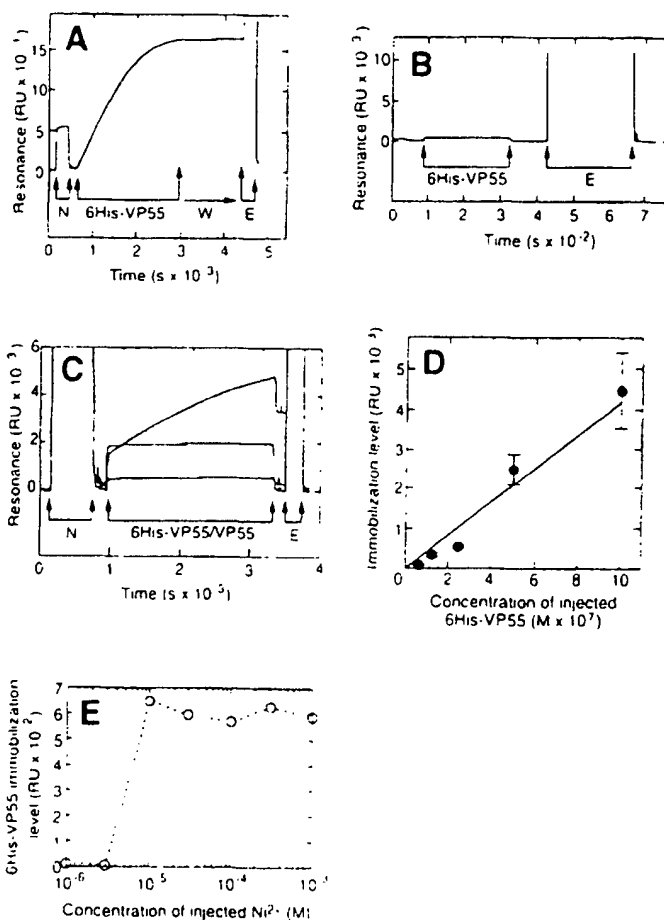 A
Resonance (RU x
15
10
5
0
N
6His-VP55
W
E
0
1
2
3
4
5
Time (s x 10⁻³)
B
Resonance (RU x 10⁻³)
10
5
0
6His-VP55
E
0
1
2
3
4
5
6
7
Time (s x 10⁻²)
C
Resonance (RU x 10⁻³)
6
4
2
0
N
6His-VP55/VP55
E
0
1
2
3
4
Time (s x
D
Immobilization level (RU x 10⁻³)
5
4
3
2
1
0
0
2
4
6
8
10
Concentration of injected
6His-VP55 (M x 10⁷)
E
6His-VP55 immobilization
level (RU x 10⁻²)
7
6
5
4
3
2
1
0
10⁻⁶
10⁻⁵
10⁻⁴
10⁻³
Concentration of injected Ni²⁺ (M)